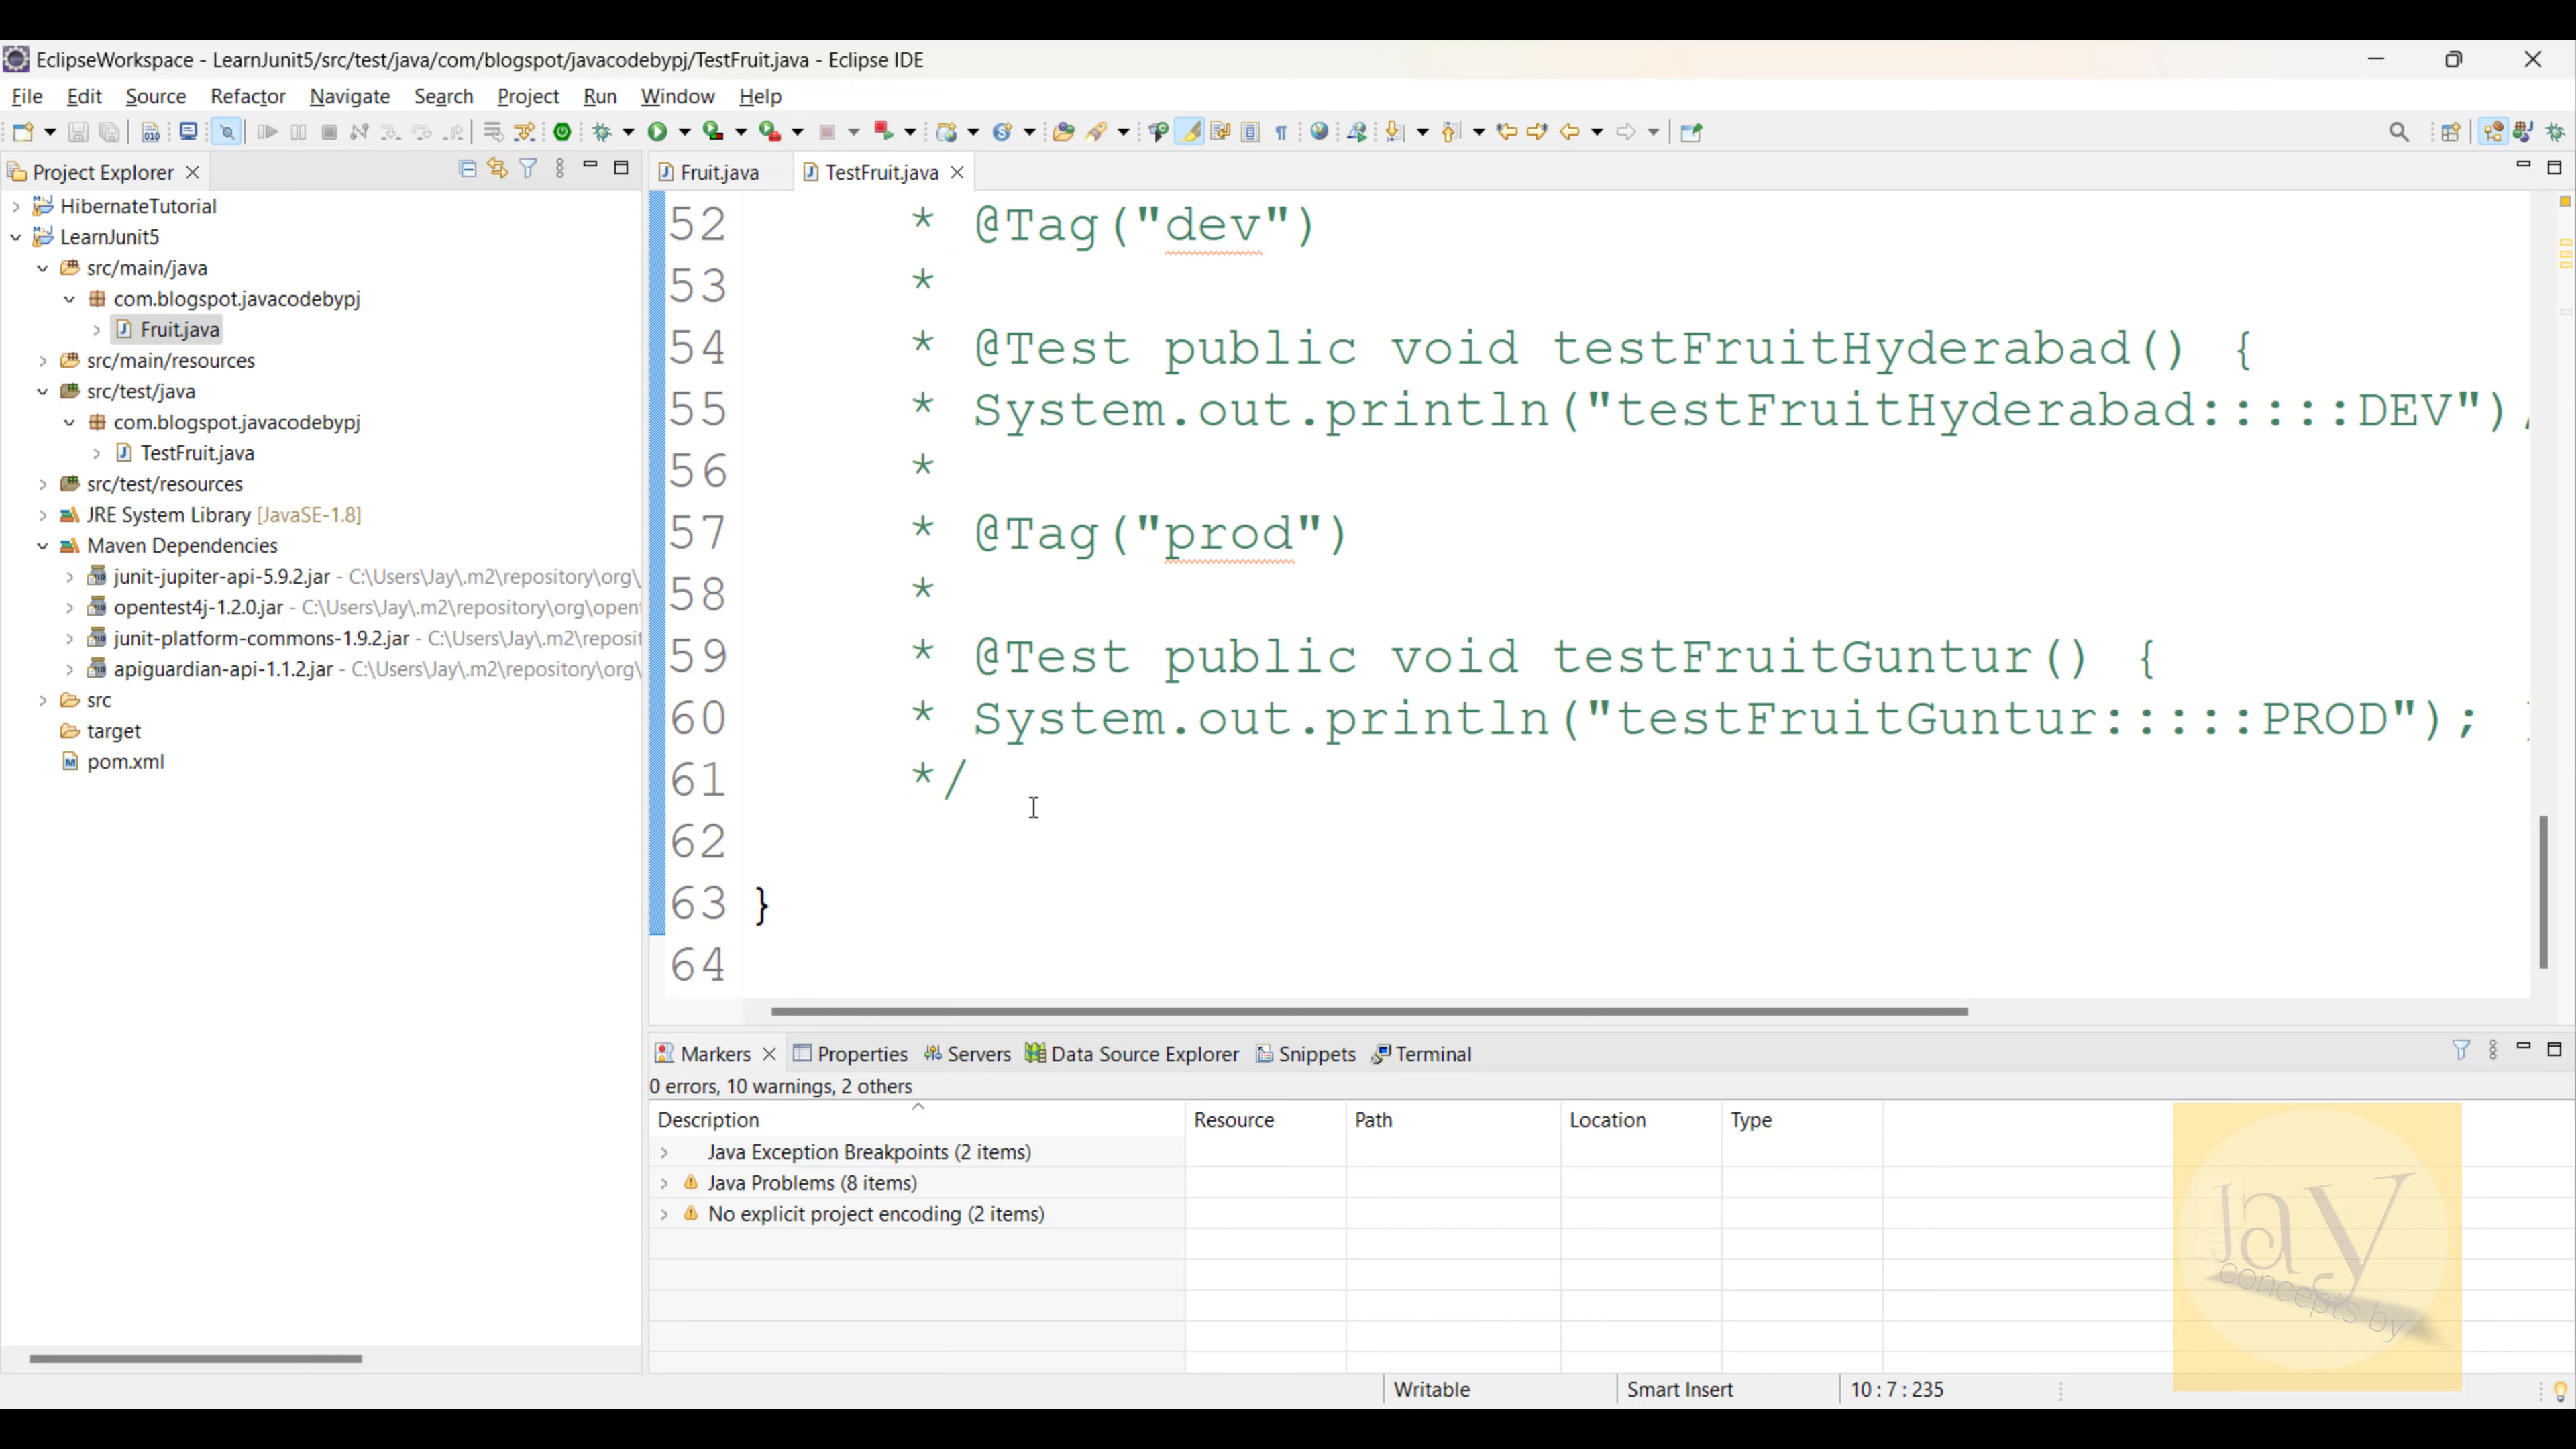 EclipseWorkspace - LearnJunit5/src/test/java/com/blogspot/javacodebypj/TestFruit.java - Eclipse IDE
File Edit Source Refactor Navigate Search Project Run Window Help
Project Explorer
HibernateTutorial
LearnJunit5
src/main/java
com.blogspot.javacodebypj
Fruit.java
src/main/resources
src/test/java
com.blogspot.javacodebypj
TestFruit.java
src/test/resources
JRE System Library [JavaSE-1.8]
Maven Dependencies
junit-jupiter-api-5.9.2.jar - C:\Users\Jay\.m2\repository\org\
opentest4j-1.2.0.jar - C:\Users\Jay\.m2\repository\org\opent
junit-platform-commons-1.9.2.jar - C:\Users\Jay\.m2\reposit
apiguardian-api-1.1.2.jar - C:\Users\Jay\.m2\repository\org\
src
target
pom.xml
Fruit.java TestFruit.java
52 * @Tag("dev")
53 *
54 * @Test public void testFruitHyderabad() {
55 * System.out.println("testFruitHyderabad:::::DEV");
56 *
57 * @Tag("prod")
58 *
59 * @Test public void testFruitGuntur() {
60 * System.out.println("testFruitGuntur:::::PROD"); }
61 */
62
63 }
64
Markers Properties Servers Data Source Explorer Snippets Terminal
0 errors, 10 warnings, 2 others
Description Resource Path Location Type
Java Exception Breakpoints (2 items)
Java Problems (8 items)
No explicit project encoding (2 items)
Jay
concepts by
Writable Smart Insert 10 : 7 : 235